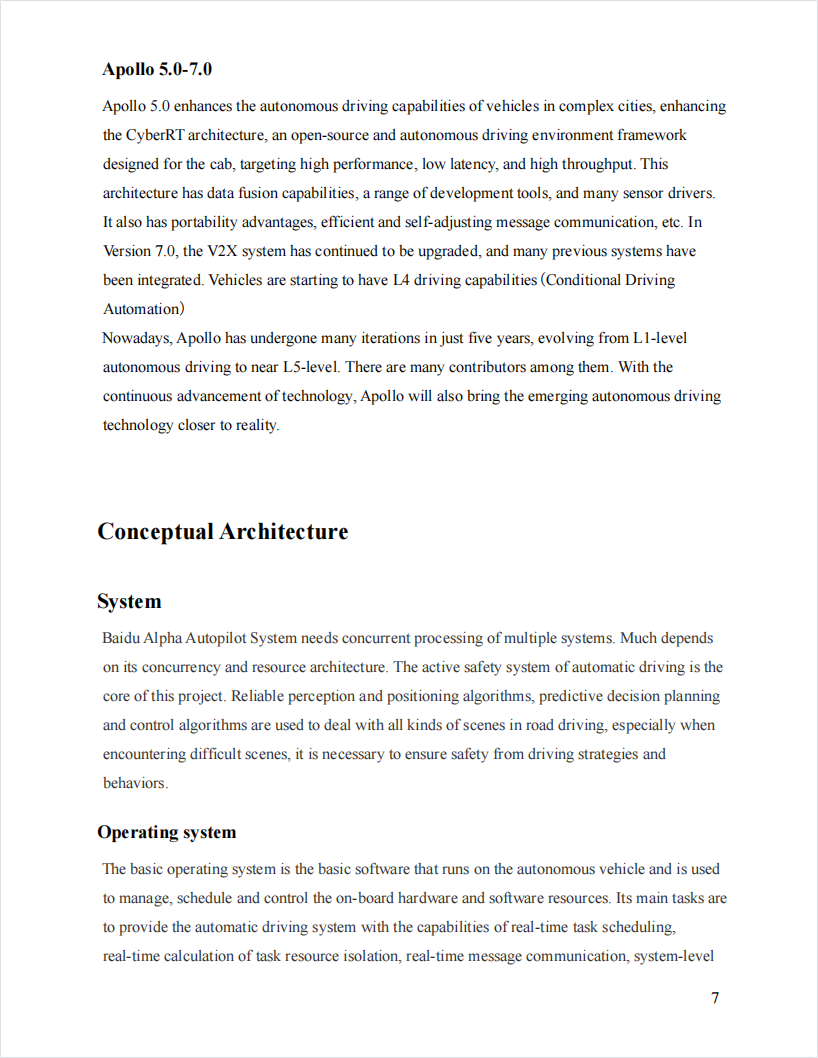 Apollo 5.0-7.0
Apollo 5.0 enhances the autonomous driving capabilities of vehicles in complex cities, enhancing
the CyberRT architecture, an open-source and autonomous driving environment framework
designed for the cab, targeting high performance, low latency, and high throughput. This
architecture has data fusion capabilities, a range of development tools, and many sensor drivers.
It also has portability advantages, efficient and self-adjusting message communication, etc. In
Version 7.0, the V2X system has continued to be upgraded, and many previous systems have
been integrated. Vehicles are starting to have L4 driving capabilities（Conditional Driving
Automation）
Nowadays, Apollo has undergone many iterations in just five years, evolving from L1-level
autonomous driving to near L5-level. There are many contributors among them. With the
continuous advancement of technology, Apollo will also bring the emerging autonomous driving
technology closer to reality.
Conceptual Architecture
System
Baidu Alpha Autopilot System needs concurrent processing of multiple systems. Much depends
on its concurrency and resource architecture. The active safety system of automatic driving is the
core of this project. Reliable perception and positioning algorithms, predictive decision planning
and control algorithms are used to deal with all kinds of scenes in road driving, especially when
encountering difficult scenes, it is necessary to ensure safety from driving strategies and
behaviors.
Operating system
The basic operating system is the basic software that runs on the autonomous vehicle and is used
to manage, schedule and control the on-board hardware and software resources. Its main tasks are
to provide the automatic driving system with the capabilities of real-time task scheduling,
real-time calculation of task resource isolation, real-time message communication, system-level
7